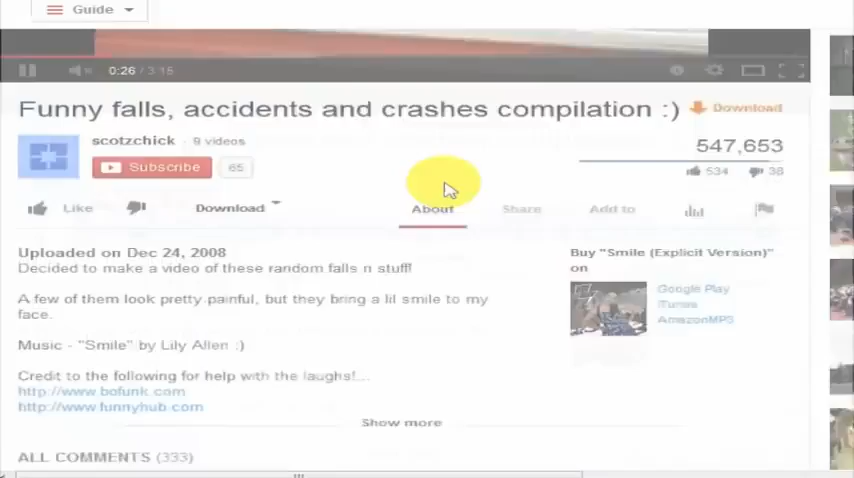 Guide
0:26 / 3:15
Funny falls, accidents and crashes compilation :)
Download
scotzchick · 9 videos
Subscribe 65
547,653
534 38
Like
Download
About
Share
Add to
Uploaded on Dec 24, 2008
Decided to make a video of these random falls n stuff!
A few of them look pretty painful, but they bring a lil smile to my
face.
Music - "Smile" by Lily Allen :)
Credit to the following for help with the laughs!...
http://www.bofunk.com
http://www.funnyhub.com
Show more
Buy "Smile (Explicit Version)"
on
Google Play
iTunes
AmazonMP3
ALL COMMENTS (333)